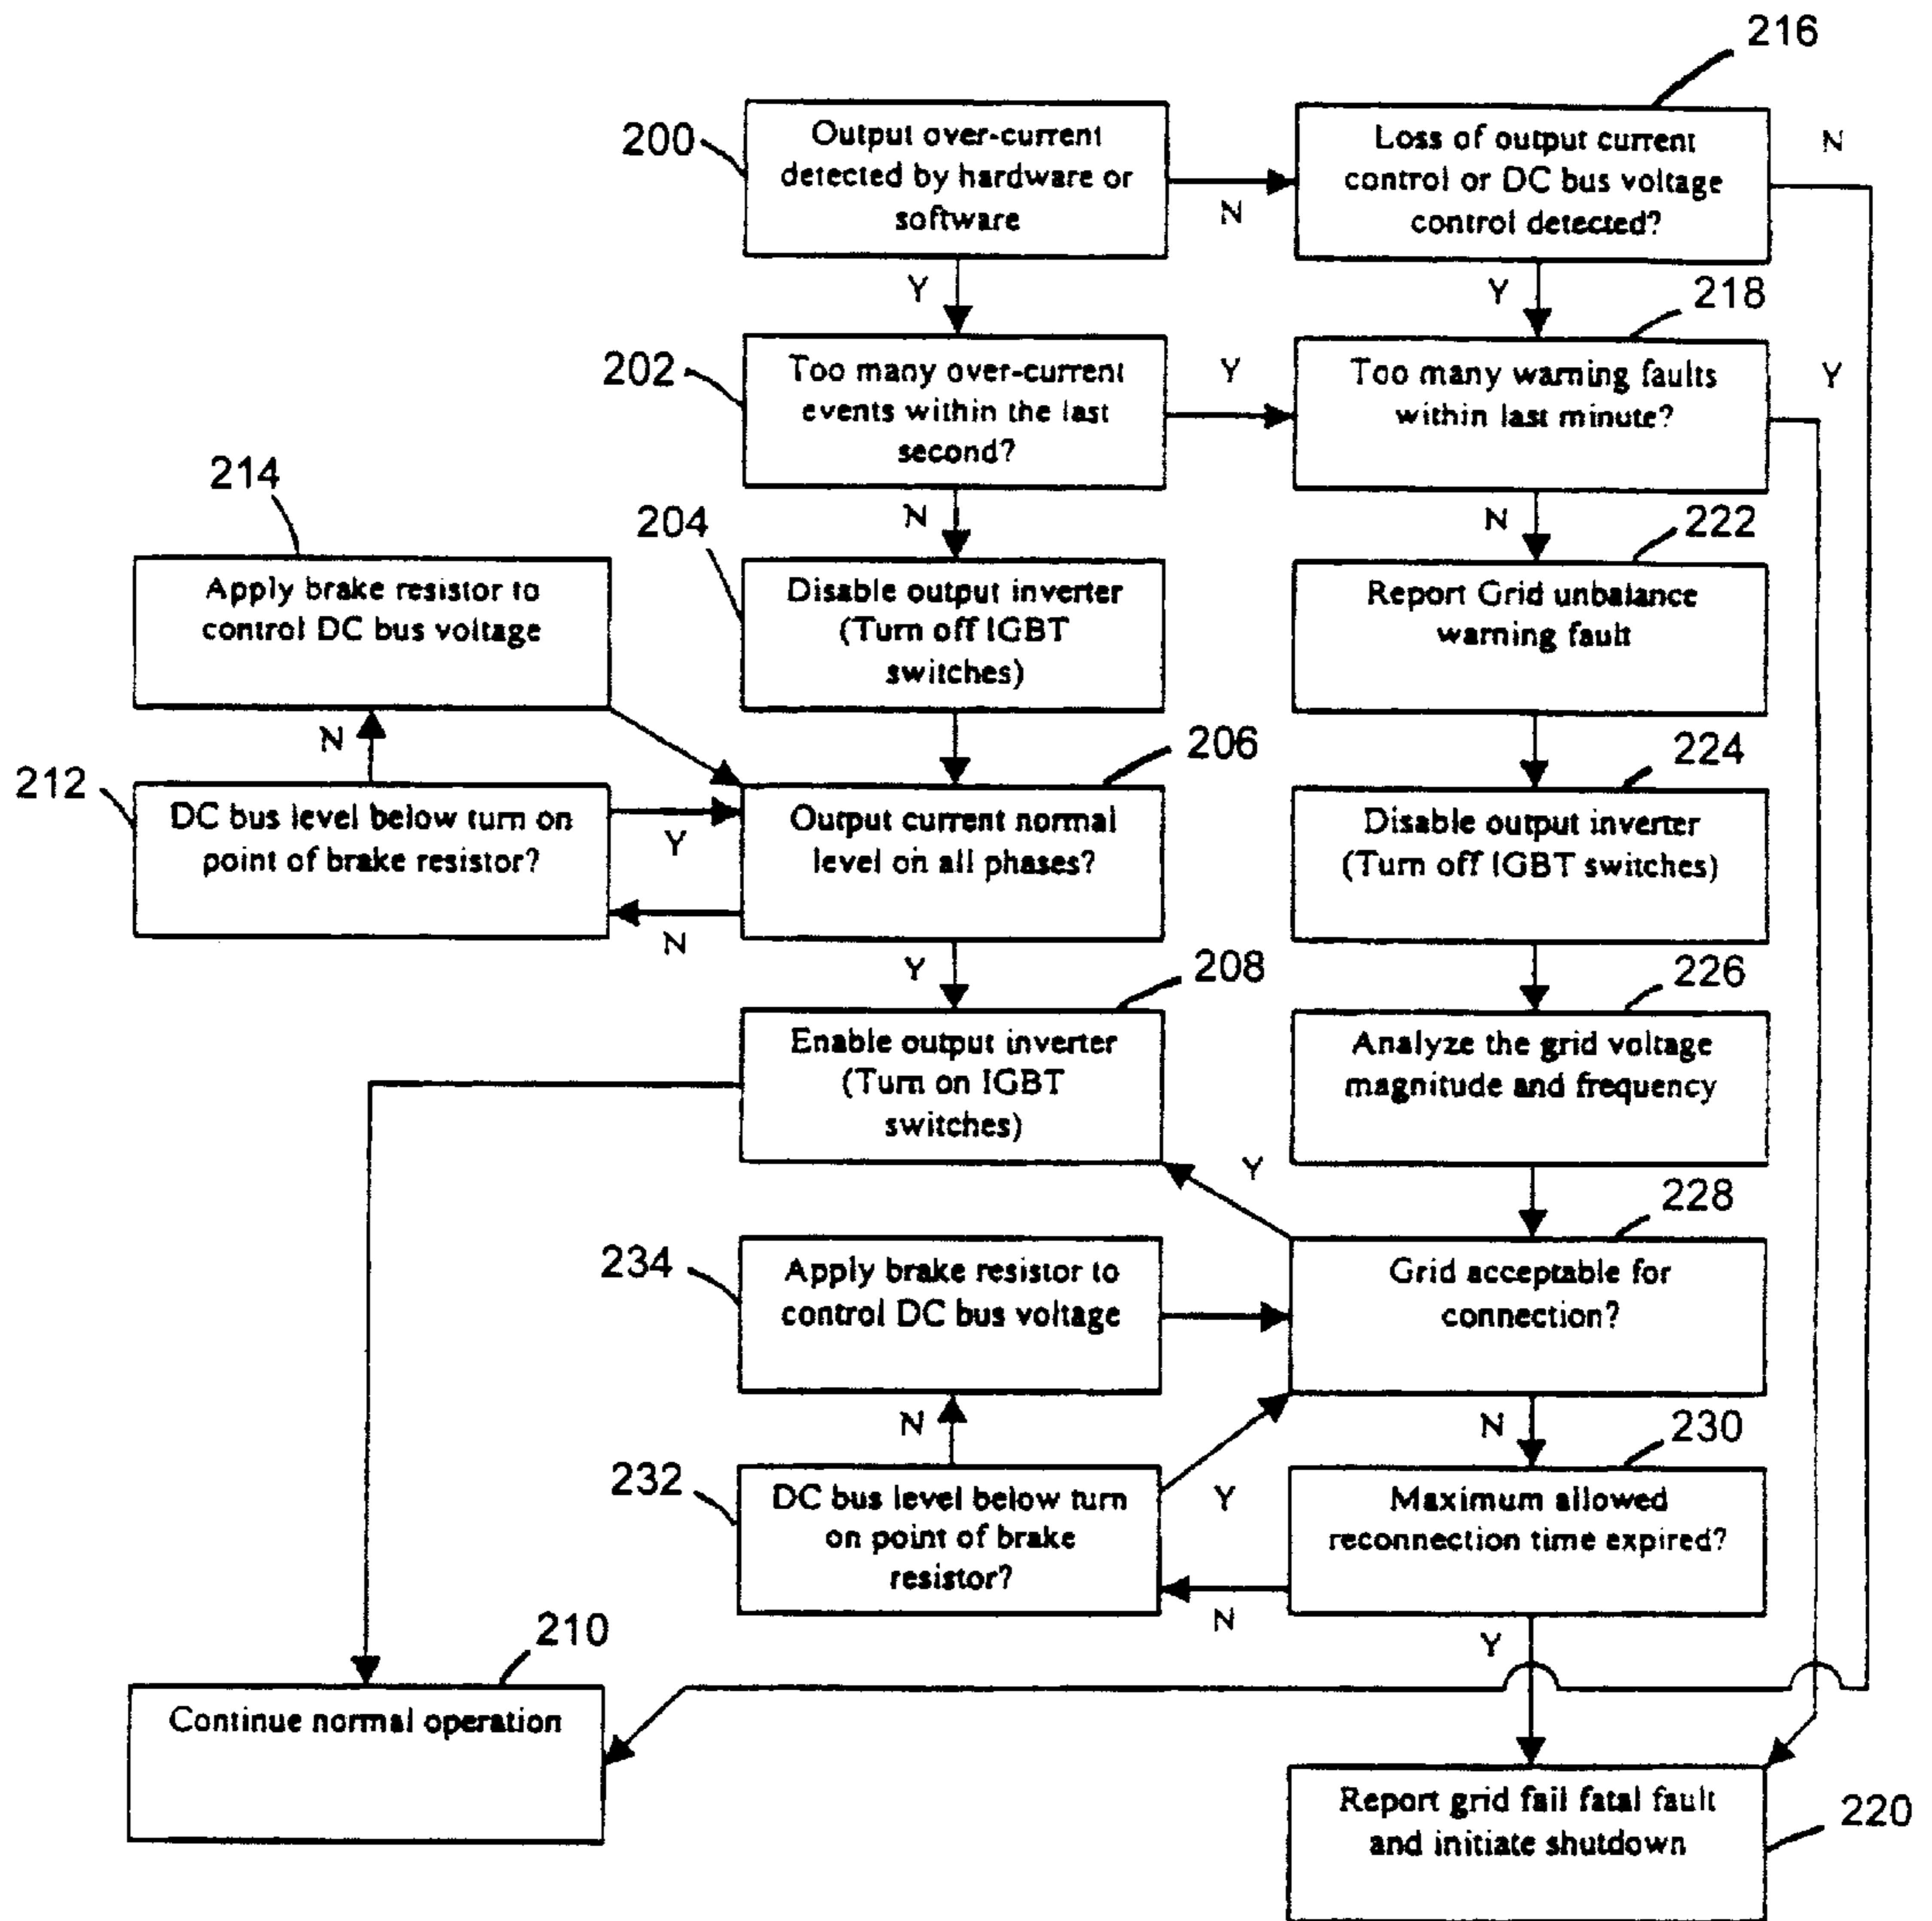 216
200
Output over-current
detected by hardware or
software
N
Loss of output current
control or DC bus voltage
control detected?
N
Y
Y
218
202
Too many over-current
events within the last
second?
Y
Too many warning faults
within last minute?
Y
214
N
204
N
222
Apply brake resistor to
control DC bus voltage
Disable output inverter
(Turn off IGBT
switches)
Report Grid unbalance
warning fault
N
206
224
212
DC bus level below turn on
point of brake resistor?
Y
N
Output current normal
level on all phases?
Disable output inverter
(Turn off IGBT switches)
Y
208
226
Enable output inverter
(Turn on IGBT
switches)
Analyze the grid voltage
magnitude and frequency
Y
228
234
Apply brake resistor to
control DC bus voltage
Grid acceptable for
connection?
N
N
230
232
DC bus level below turn
on point of brake
resistor?
Y
N
Maximum allowed
reconnection time expired?
Y
210
Continue normal operation
Report grid fail fatal fault
and initiate shutdown
220